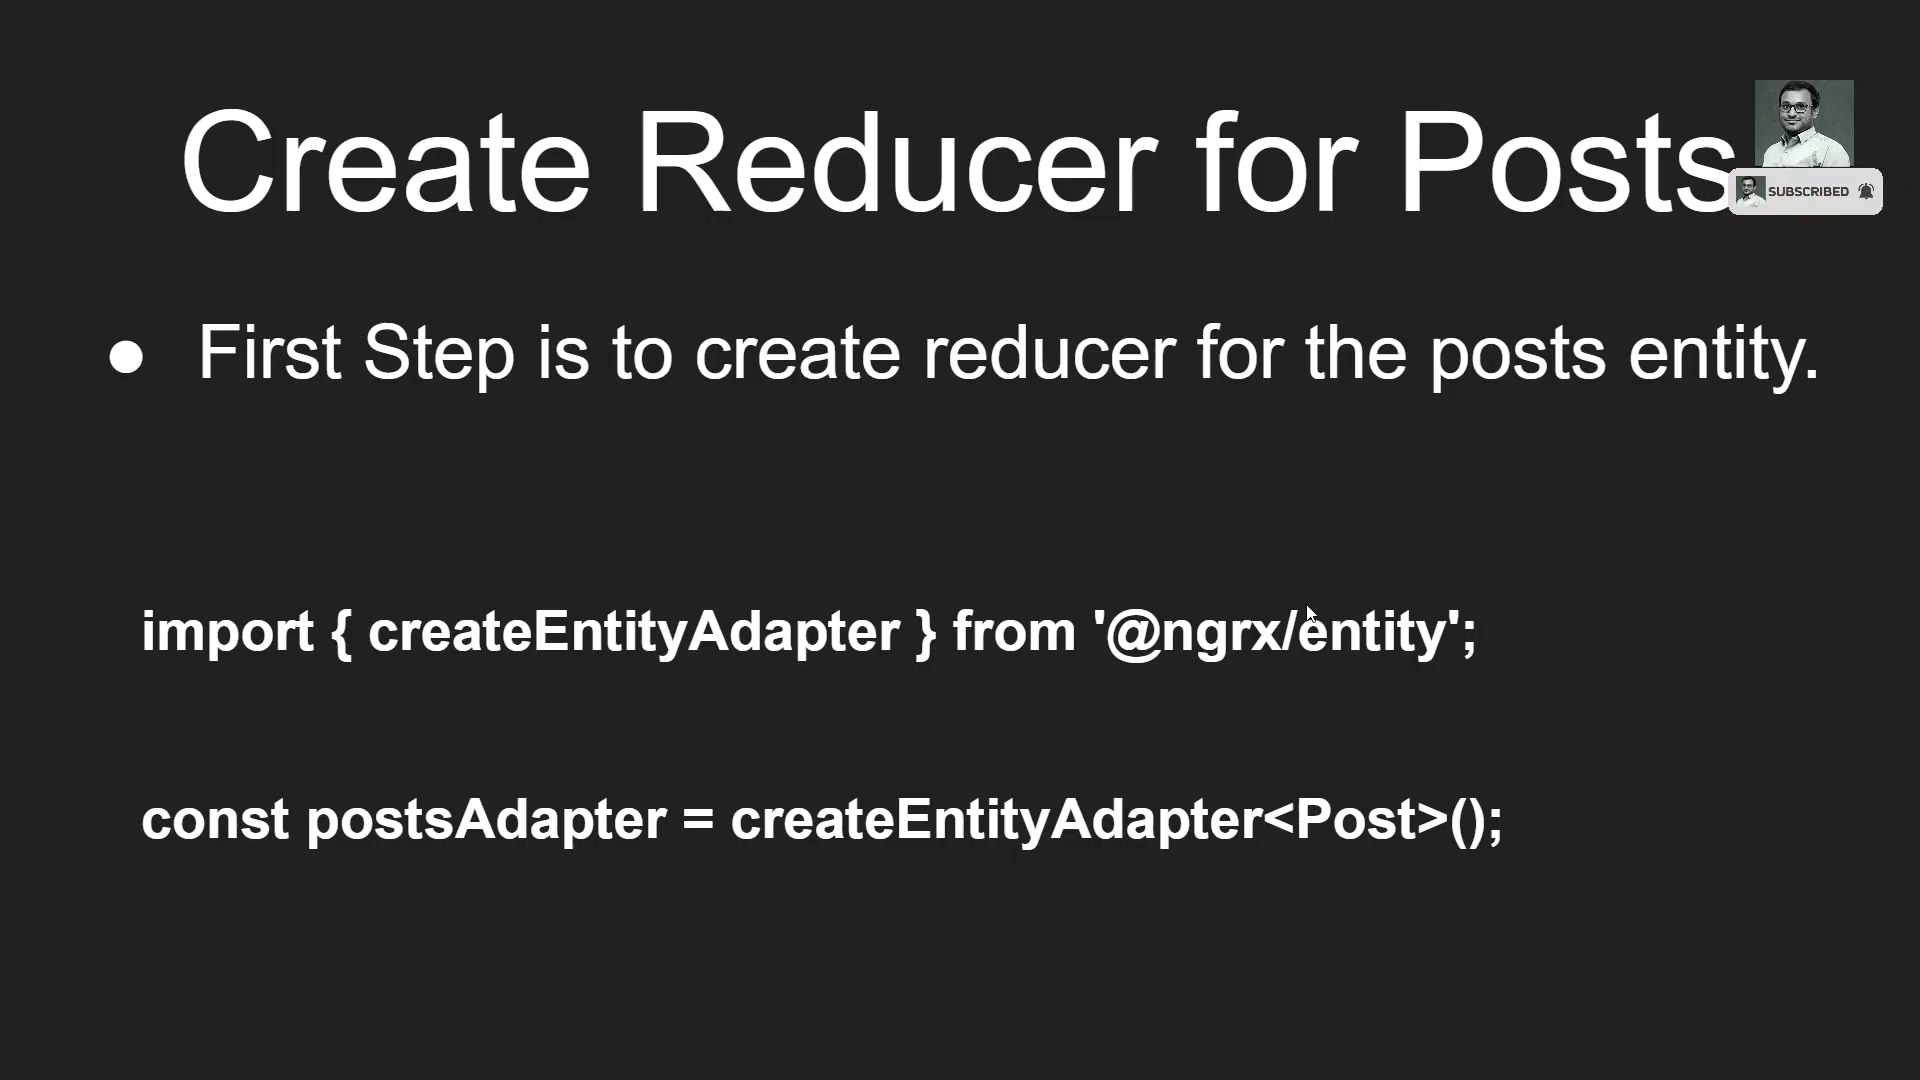 Create Reducer for Posts
SUBSCRIBED
● First Step is to create reducer for the posts entity.
import { createEntityAdapter } from '@ngrx/entity';
const postsAdapter = createEntityAdapter<Post>();